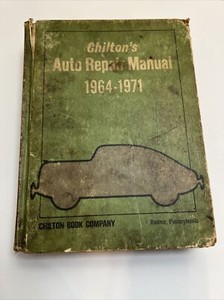 Chilton's
Auto Repair Manual
1964-1971
CHILTON BOOK COMPANY
Radnor, Pennsylvania